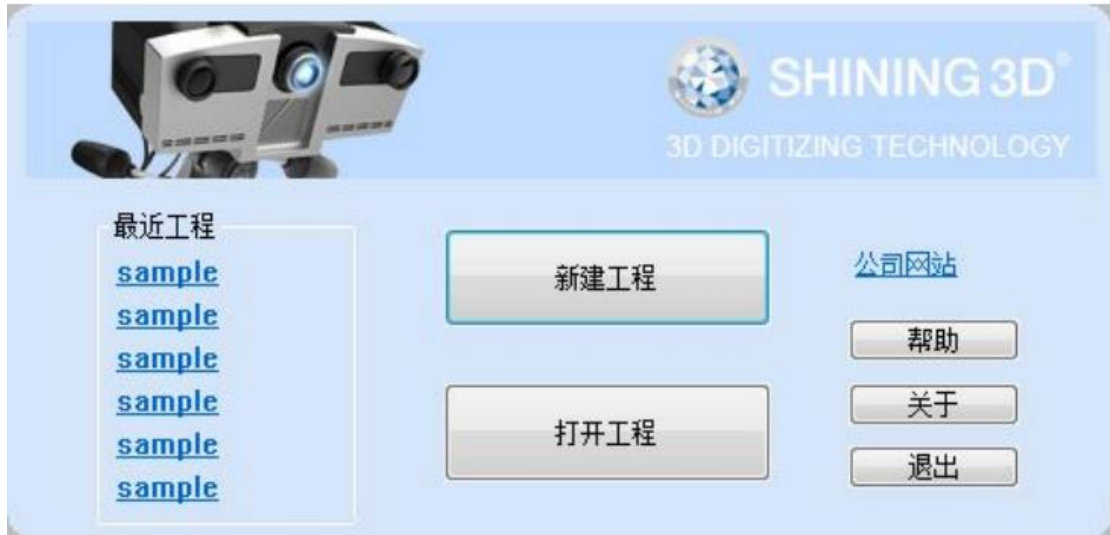 SHINING 3D®
3D DIGITIZING TECHNOLOGY
最近工程
sample
sample
sample
sample
sample
sample
新建工程
打开工程
公司网站
帮助
关于
退出